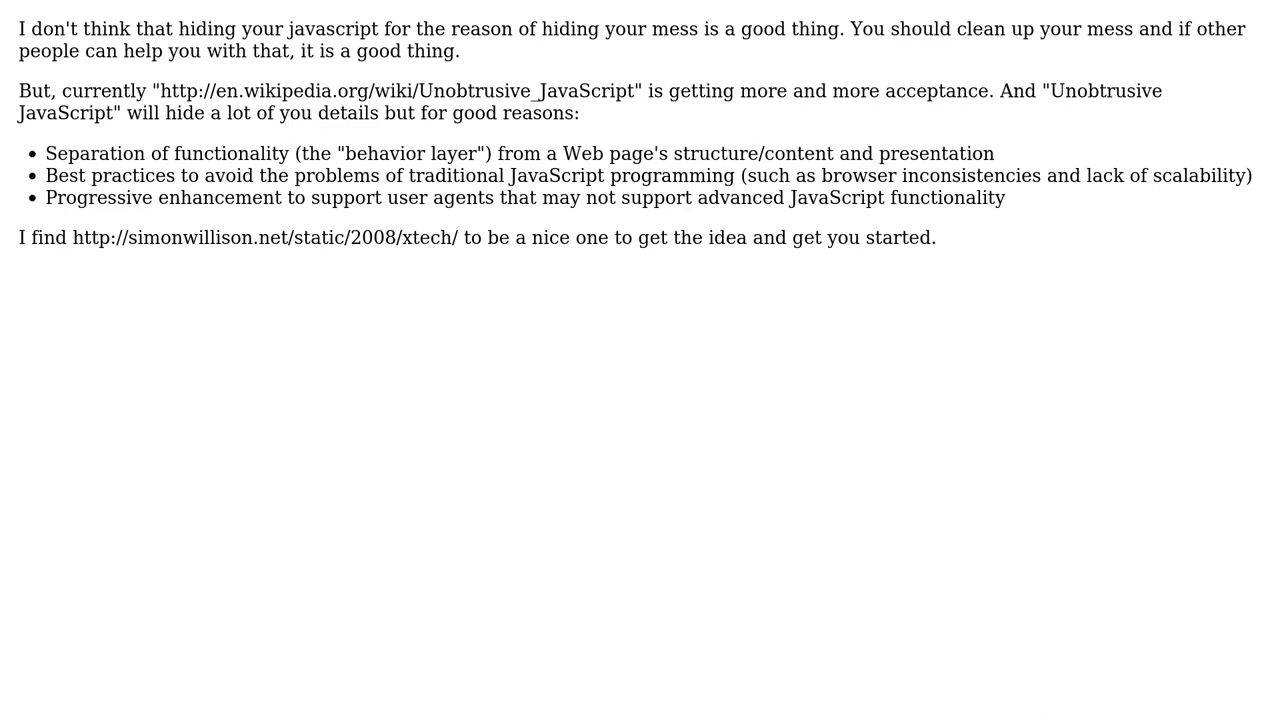 I don't think that hiding your javascript for the reason of hiding your mess is a good thing. You should clean up your mess and if other
people can help you with that, it is a good thing.
But, currently "http://en.wikipedia.org/wiki/Unobtrusive_JavaScript" is getting more and more acceptance. And "Unobtrusive
JavaScript" will hide a lot of you details but for good reasons:
• Separation of functionality (the "behavior layer") from a Web page's structure/content and presentation
• Best practices to avoid the problems of traditional JavaScript programming (such as browser inconsistencies and lack of scalability)
• Progressive enhancement to support user agents that may not support advanced JavaScript functionality
I find http://simonwillison.net/static/2008/xtech/ to be a nice one to get the idea and get you started.